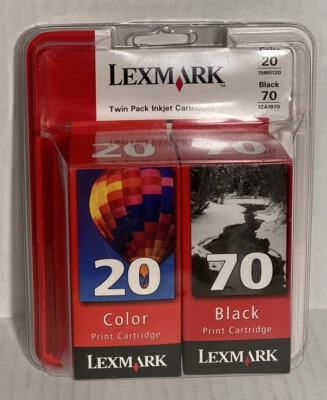 LEXMARK™
Twin Pack Inkjet Cartridges
Color
20
15M0120
Black
70
12A1970
20
70
20
Color
Print Cartridge
LEXMARK
70
Black
Print Cartridge
LEXMARK